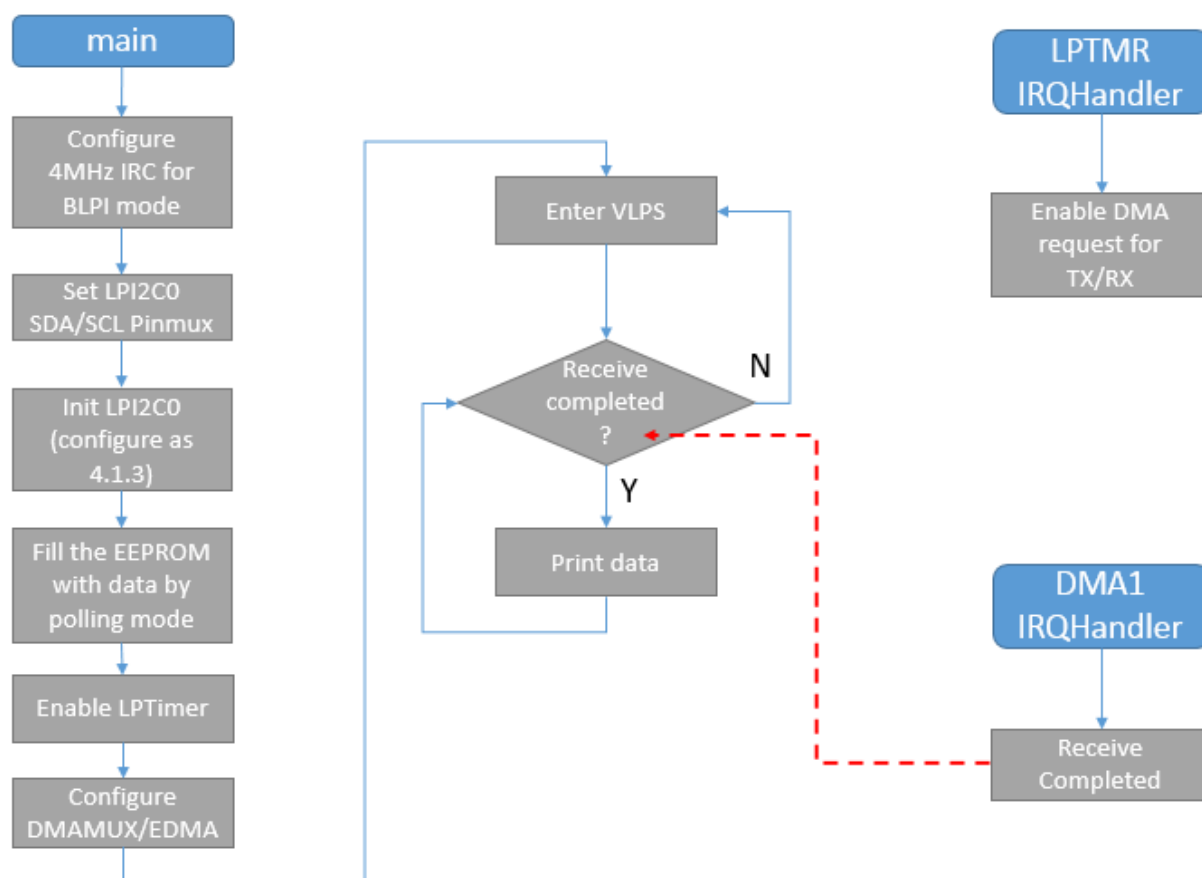 main
Configure
4MHz IRC for
BLPI mode
Set LPI2C0
SDA/SCL Pinmux
Init LPI2C0
(configure as
4.1.3)
Fill the EEPROM
with data by
polling mode
Enable LPTimer
Configure
DMAMUX/EDMA
Enter VLPS
Receive
completed
?
N
Y
Print data
LPTMR
IRQHandler
Enable DMA
request for
TX/RX
DMA1
IRQHandler
Receive
Completed